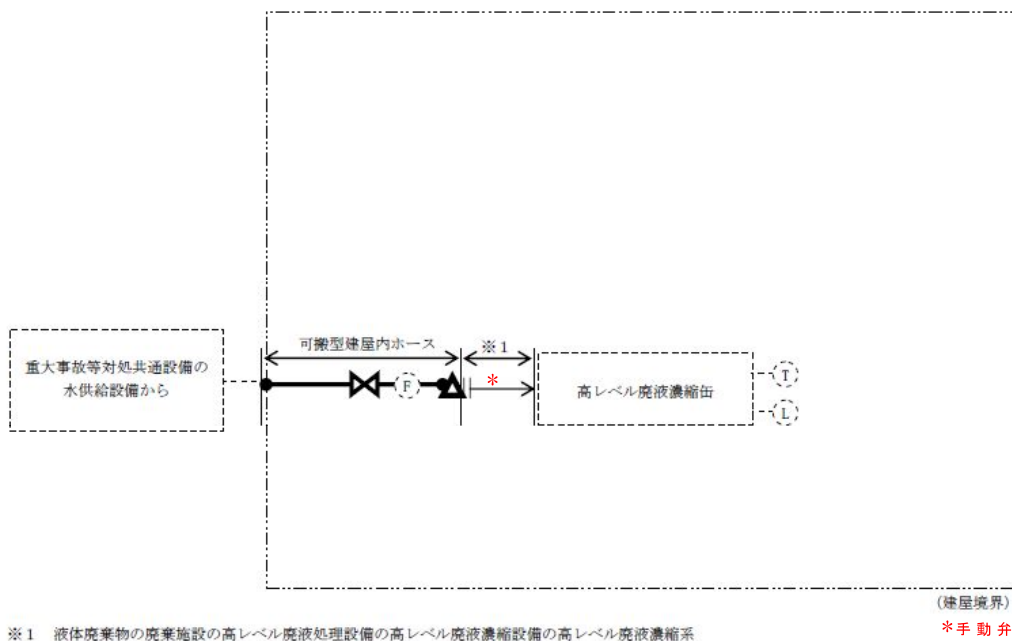 可搬型建屋内ホース
※1
重大事故等対処共通設備の
水供給設備から
F
*
高レベル廃液濃縮缶
T
L
(建屋境界)
※1 液体廃棄物の廃棄施設の高レベル廃液処理設備の高レベル廃液濃縮設備の高レベル廃液濃縮系
*手動弁